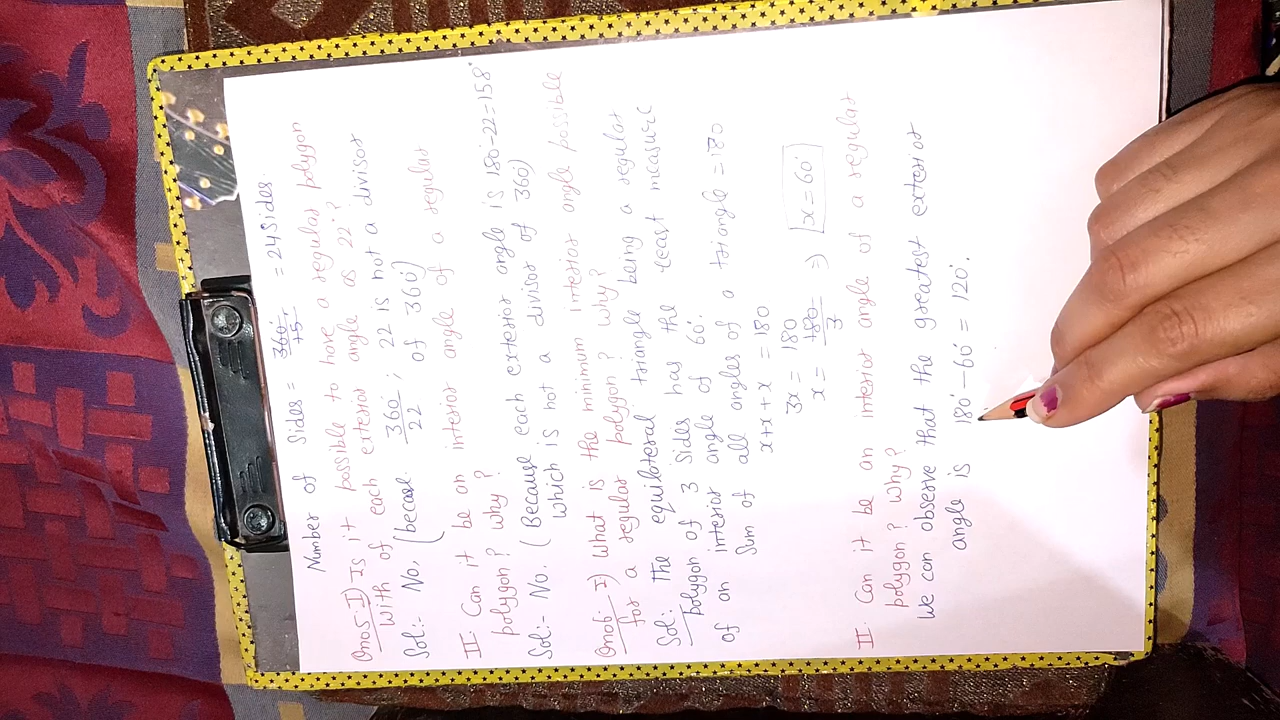 Number of sides = 360°/15 = 24 sides.
Qno5. I) Is it possible to have a regular polygon
with of each exterior angle as 22°?
Sol:- No, (becase 360/22 ; 22 is not a divisor
of 360°)
II. Can it be an interior angle of a regular
polygon? why?
Sol:- No. (Because each exterior angle is 180°-22=158°
which is not a divisor of 360°)
Qno6. I) What is the minimum interior angle possible
for a regular polygon? why?
Sol: The equilateral triangle being a regular
polygon of 3 sides has the least measure
of an interior angle of 60°.
Sum of all angles of a triangle = 180
x+x+x = 180
3x = 180
x = 180/3 => x = 60°
II. Can it be an interior angle of a regular
polygon? why?
We can observe that the greatest exterior
angle is 180°-60° = 120°.